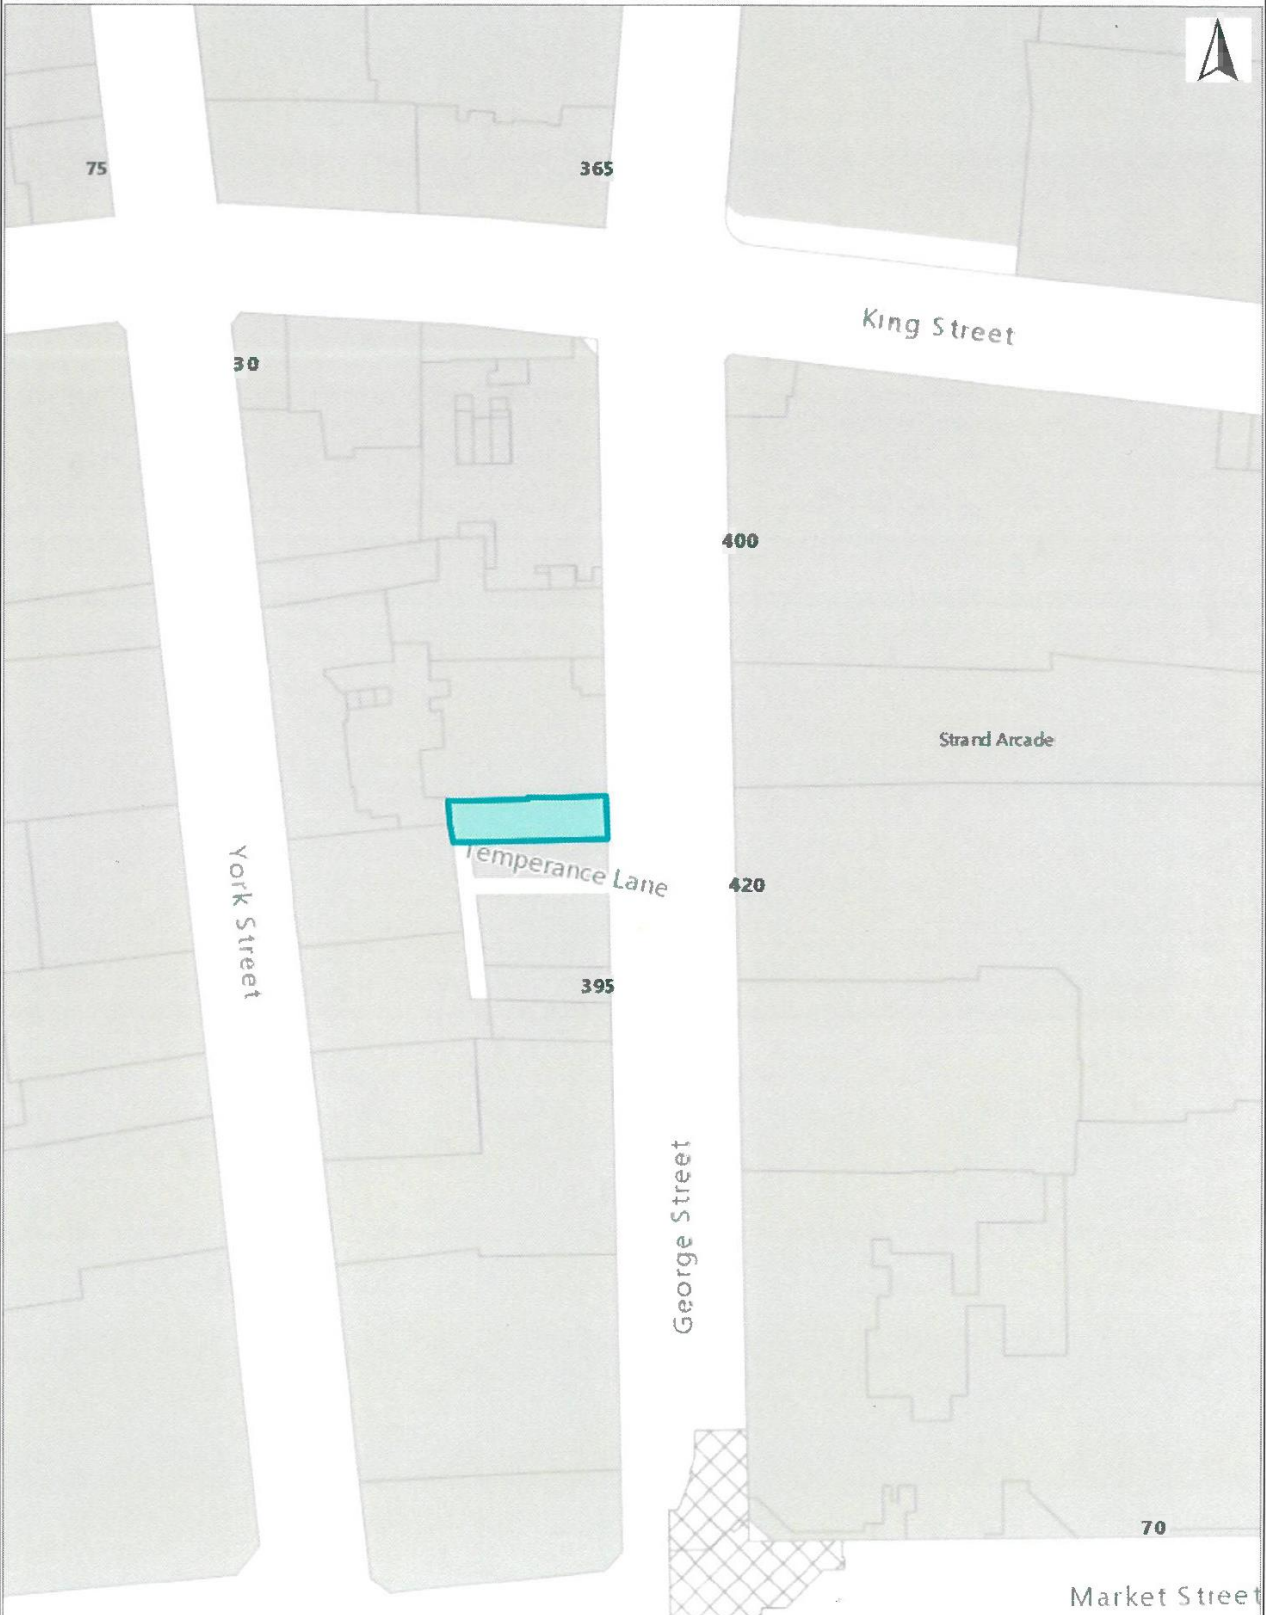 75
365
King Street
30
400
Strand Arcade
Temperance Lane
420
York Street
395
George Street
70
Market Street